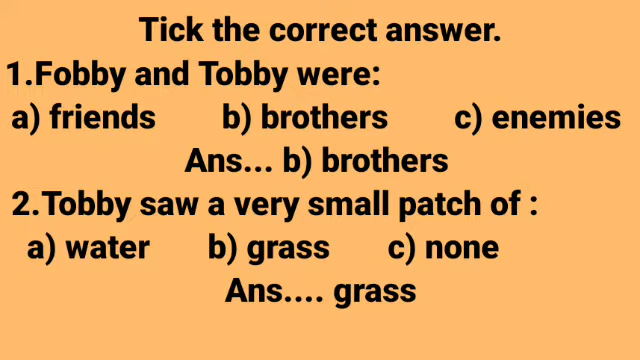 Tick the correct answer.
1.Fobby and Tobby were:
a) friends b) brothers c) enemies
Ans... b) brothers
2.Tobby saw a very small patch of :
a) water b) grass c) none
Ans.... grass